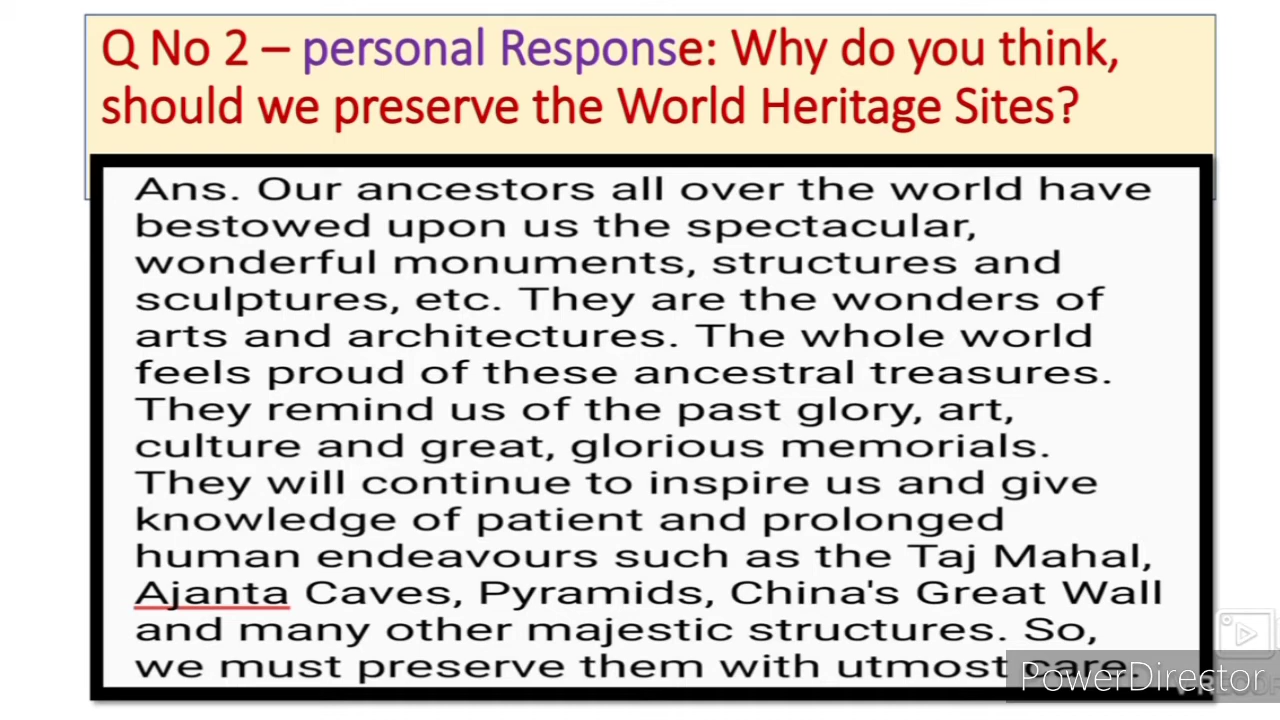 Q No 2 – personal Response: Why do you think,
should we preserve the World Heritage Sites?
Ans. Our ancestors all over the world have
bestowed upon us the spectacular,
wonderful monuments, structures and
sculptures, etc. They are the wonders of
arts and architectures. The whole world
feels proud of these ancestral treasures.
They remind us of the past glory, art,
culture and great, glorious memorials.
They will continue to inspire us and give
knowledge of patient and prolonged
human endeavours such as the Taj Mahal,
Ajanta Caves, Pyramids, China's Great Wall
and many other majestic structures. So,
we must preserve them with utmost care.
PowerDirector